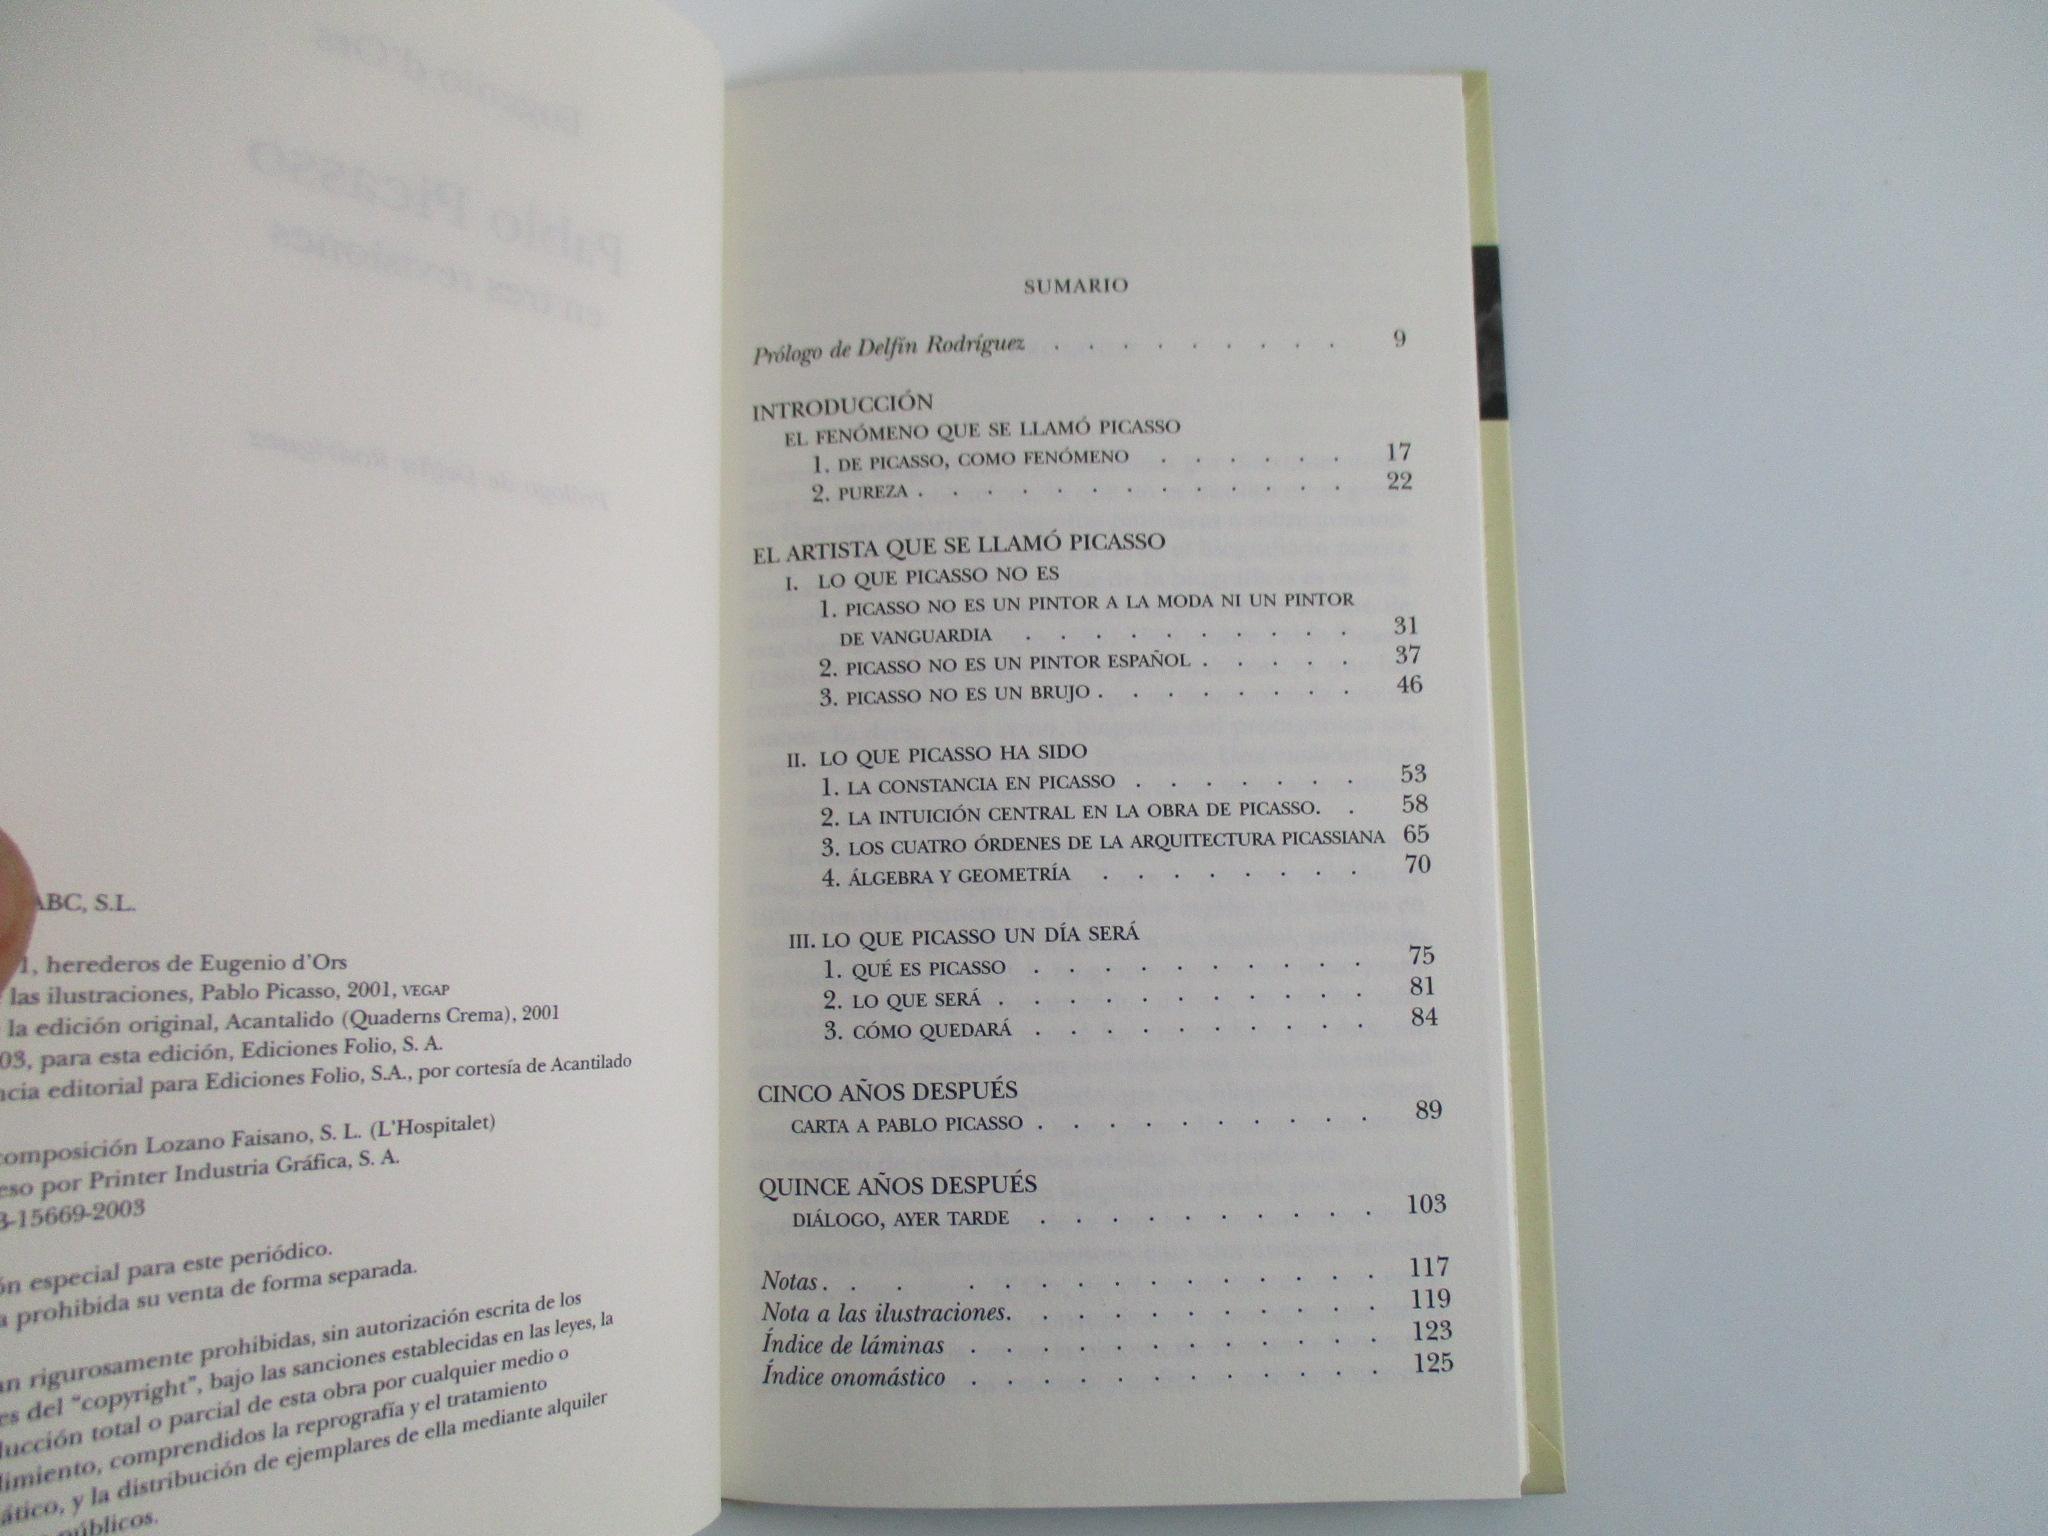 ABC, S.L.
1, herederos de Eugenio d'Ors
las ilustraciones, Pablo Picasso, 2001, VEGAP
la edición original, Acantalido (Quaderns Crema), 2001
03, para esta edición, Ediciones Folio, S. A.
ncia editorial para Ediciones Folio, S.A., por cortesía de Acantilado
composición Lozano Faisano, S. L. (L'Hospitalet)
eso por Printer Industria Gráfica, S. A.
B-15669-2003
ón especial para este periódico.
a prohibida su venta de forma separada.
an rigurosamente prohibidas, sin autorización escrita de los
es del "copyright", bajo las sanciones establecidas en las leyes, la
ducción total o parcial de esta obra por cualquier medio o
dimiento, comprendidos la reprografía y el tratamiento
ático, y la distribución de ejemplares de ella mediante alquiler
públicos.
SUMARIO
Prólogo de Delfín Rodríguez . . . . . . . . . 9
INTRODUCCIÓN
EL FENÓMENO QUE SE LLAMÓ PICASSO
1. DE PICASSO, COMO FENÓMENO . . . . . . 17
2. PUREZA . . . . . . . . . . . . . 22
EL ARTISTA QUE SE LLAMÓ PICASSO
I. LO QUE PICASSO NO ES
1. PICASSO NO ES UN PINTOR A LA MODA NI UN PINTOR
DE VANGUARDIA . . . . . . . . . . 31
2. PICASSO NO ES UN PINTOR ESPAÑOL . . . . . 37
3. PICASSO NO ES UN BRUJO . . . . . . . . 46
II. LO QUE PICASSO HA SIDO
1. LA CONSTANCIA EN PICASSO . . . . . . . 53
2. LA INTUICIÓN CENTRAL EN LA OBRA DE PICASSO. . 58
3. LOS CUATRO ÓRDENES DE LA ARQUITECTURA PICASSIANA 65
4. ÁLGEBRA Y GEOMETRÍA . . . . . . . . 70
III. LO QUE PICASSO UN DÍA SERÁ
1. QUÉ ES PICASSO . . . . . . . . . . 75
2. LO QUE SERÁ . . . . . . . . . . . 81
3. CÓMO QUEDARÁ . . . . . . . . . . 84
CINCO AÑOS DESPUÉS
CARTA A PABLO PICASSO . . . . . . . . . . 89
QUINCE AÑOS DESPUÉS
DIÁLOGO, AYER TARDE . . . . . . . . . . 103
Notas . . . . . . . . . . . . . . . 117
Nota a las ilustraciones. . . . . . . . . . . 119
Índice de láminas . . . . . . . . . . . . 123
Índice onomástico . . . . . . . . . . . . 125